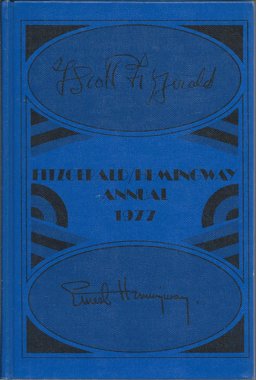 F Scott Fitzgerald
FITZGERALD/HEMINGWAY
ANNUAL
1977
Ernest Hemingway.